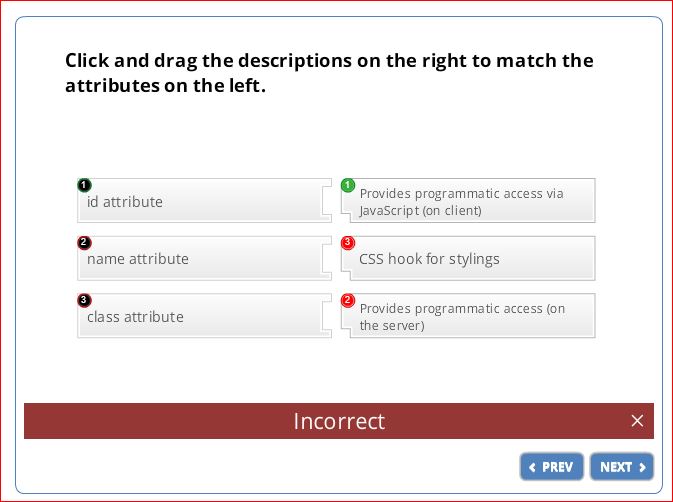 Click and drag the descriptions on the right to match the
attributes on the left.
1
id attribute
1
Provides programmatic access via
JavaScript (on client)
2
name attribute
3
CSS hook for stylings
3
class attribute
2
Provides programmatic access (on
the server)
Incorrect
PREV
NEXT